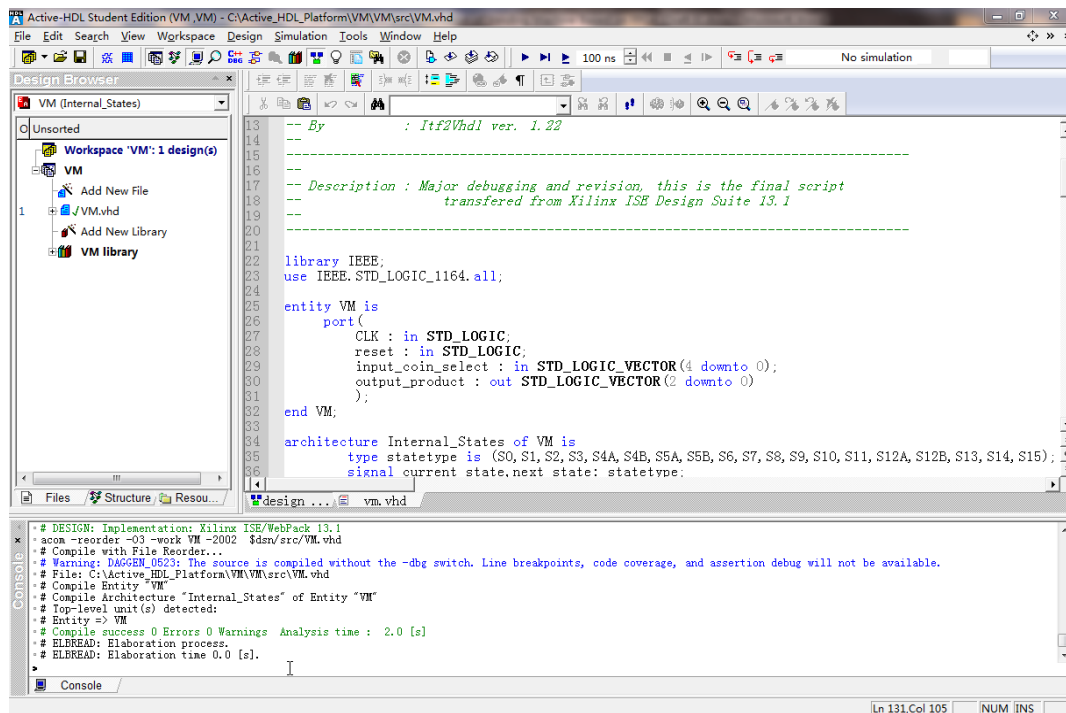 Active-HDL Student Edition (VM ,VM) - C:\Active_HDL_Platform\VM\VM\src\VM.vhd
File Edit Search View Workspace Design Simulation Tools Window Help
100 ns No simulation
Design Browser
VM (Internal_States)
O Unsorted
Workspace 'VM': 1 design(s)
VM
Add New File
1 VM.vhd
Add New Library
VM library
Files Structure Resou...
13 -- By : Itf2Vhdl ver. 1.22
14 --
15 -------------------------------------------------------------------------------
16 --
17 -- Description : Major debugging and revision, this is the final script
18 -- transfered from Xilinx ISE Design Suite 13.1
19 --
20 -------------------------------------------------------------------------------
21
22 library IEEE;
23 use IEEE.STD_LOGIC_1164.all;
24
25 entity VM is
26 port(
27 CLK : in STD_LOGIC;
28 reset : in STD_LOGIC;
29 input_coin_select : in STD_LOGIC_VECTOR(4 downto 0);
30 output_product : out STD_LOGIC_VECTOR(2 downto 0)
31 );
32 end VM;
33
34 architecture Internal_States of VM is
35 type statetype is (S0, S1, S2, S3, S4A, S4B, S5A, S5B, S6, S7, S8, S9, S10, S11, S12A, S12B, S13, S14, S15);
36 signal current_state,next_state: statetype;
design ... vm.vhd
Console
# DESIGN: Implementation: Xilinx ISE/WebPack 13.1
acom -reorder -O3 -work VM -2002 $dsn/src/VM.vhd
# Compile with File Reorder...
# Warning: DAGGEN_0523: The source is compiled without the -dbg switch. Line breakpoints, code coverage, and assertion debug will not be available.
# File: C:\Active_HDL_Platform\VM\VM\src\VM.vhd
# Compile Entity "VM"
# Compile Architecture "Internal_States" of Entity "VM"
# Top-level unit(s) detected:
# Entity => VM
# Compile success 0 Errors 0 Warnings Analysis time : 2.0 [s]
# ELBREAD: Elaboration process.
# ELBREAD: Elaboration time 0.0 [s].
>
Console
Ln 131,Col 105 NUM INS